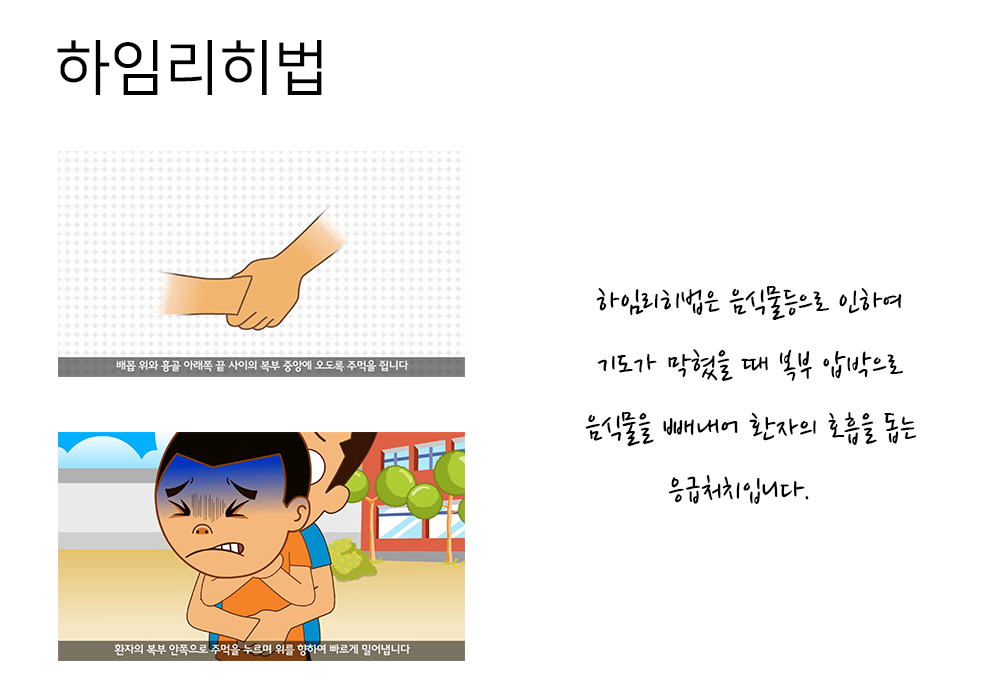 하임리히법
배꼽 위와 흉골 아래쪽 끝 사이의 복부 중앙에 오도록 주먹을 쥡니다
환자의 복부 안쪽으로 주먹을 누르며 위를 향하여 빠르게 밀어냅니다
하임리히법은 음식물등으로 인하여
기도가 막혔을 때 복부 압박으로
음식물을 빼내어 환자의 호흡을 돕는
응급처치입니다.